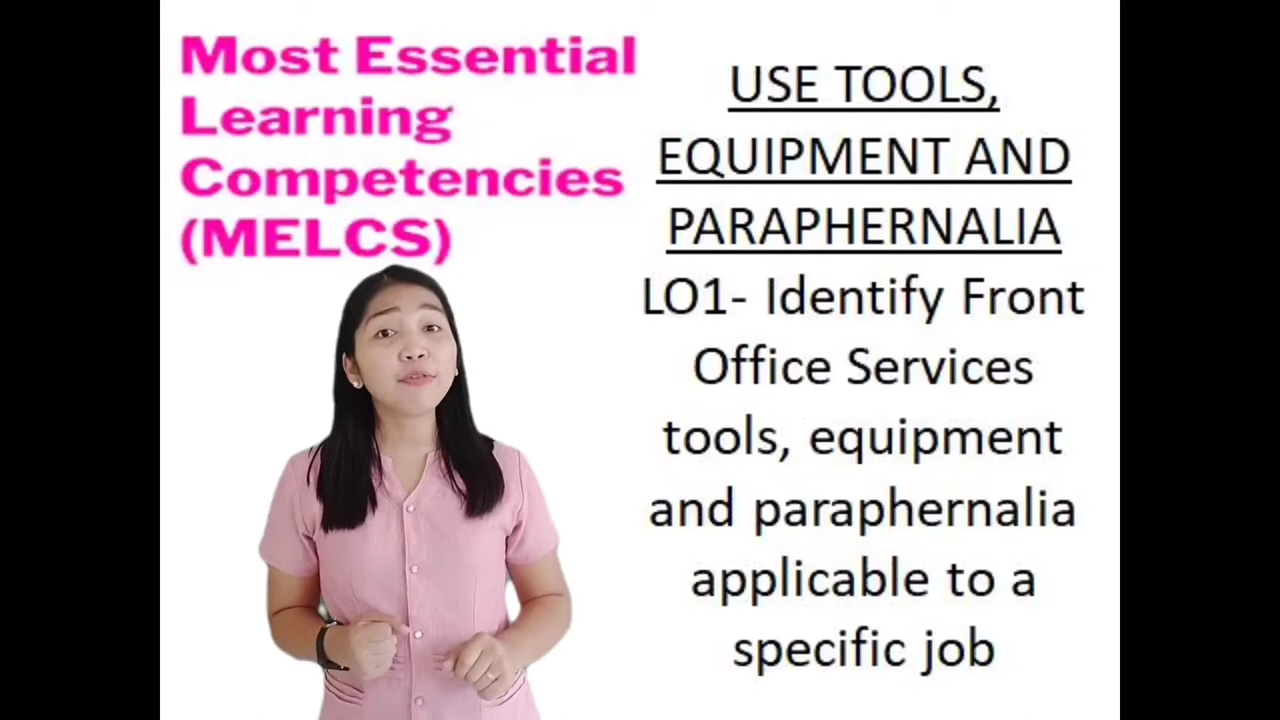 Most Essential
Learning
Competencies
(MELCS)
USE TOOLS,
EQUIPMENT AND
PARAPHERNALIA
LO1- Identify Front
Office Services
tools, equipment
and paraphernalia
applicable to a
specific job